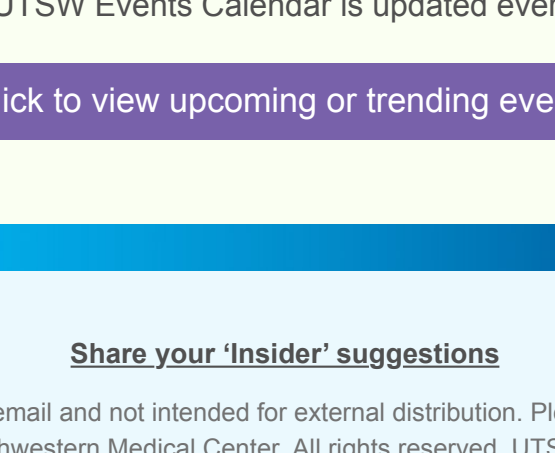 UTSW Events Calendar is updated ever
ick to view upcoming or trending eve
Share your ‘Insider’ suggestions
email and not intended for external distribution. Pl
hwestern Medical Center. All rights reserved. UTS